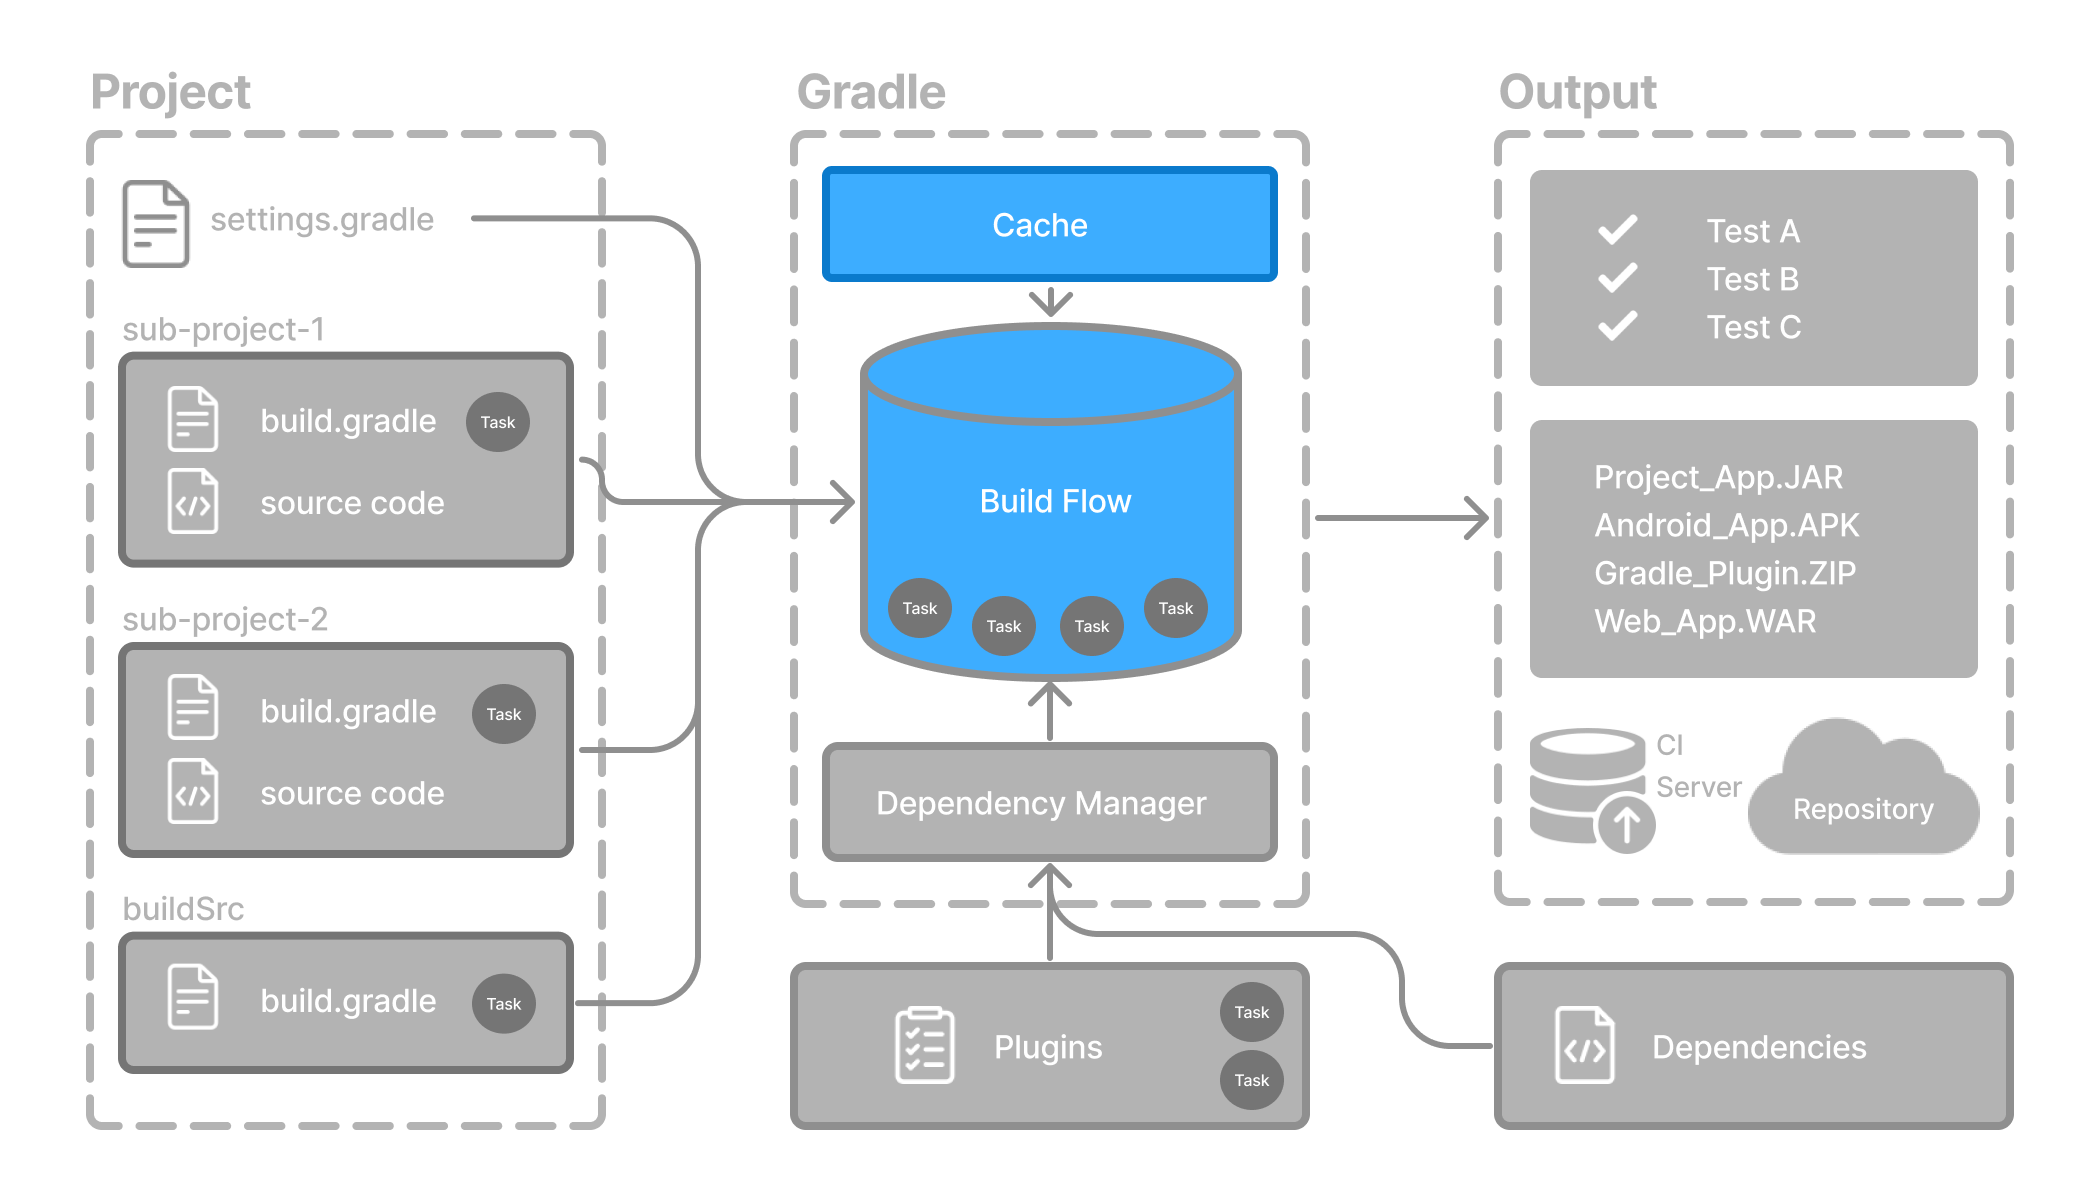 Project
settings.gradle
sub-project-1
build.gradle
Task
source code
sub-project-2
build.gradle
Task
source code
buildSrc
build.gradle
Task
Gradle
Cache
Build Flow
Task
Task
Task
Task
Dependency Manager
Plugins
Task
Task
Output
Test A
Test B
Test C
Project_App.JAR
Android_App.APK
Gradle_Plugin.ZIP
Web_App.WAR
CI
Server
Repository
Dependencies